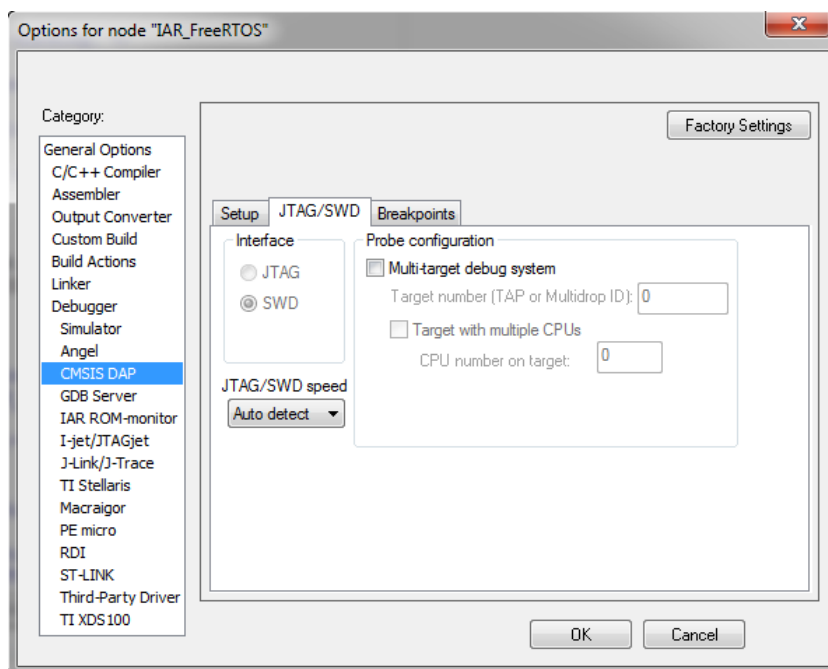 Options for node "IAR_FreeRTOS"
Category:
General Options
C/C++ Compiler
Assembler
Output Converter
Custom Build
Build Actions
Linker
Debugger
Simulator
Angel
CMSIS DAP
GDB Server
IAR ROM-monitor
I-jet/JTAGjet
J-Link/J-Trace
TI Stellaris
Macraigor
PE micro
RDI
ST-LINK
Third-Party Driver
TI XDS100
Factory Settings
Setup JTAG/SWD Breakpoints
Interface
JTAG
SWD
JTAG/SWD speed
Auto detect
Probe configuration
Multi-target debug system
Target number (TAP or Multidrop ID): 0
Target with multiple CPUs
CPU number on target: 0
OK Cancel